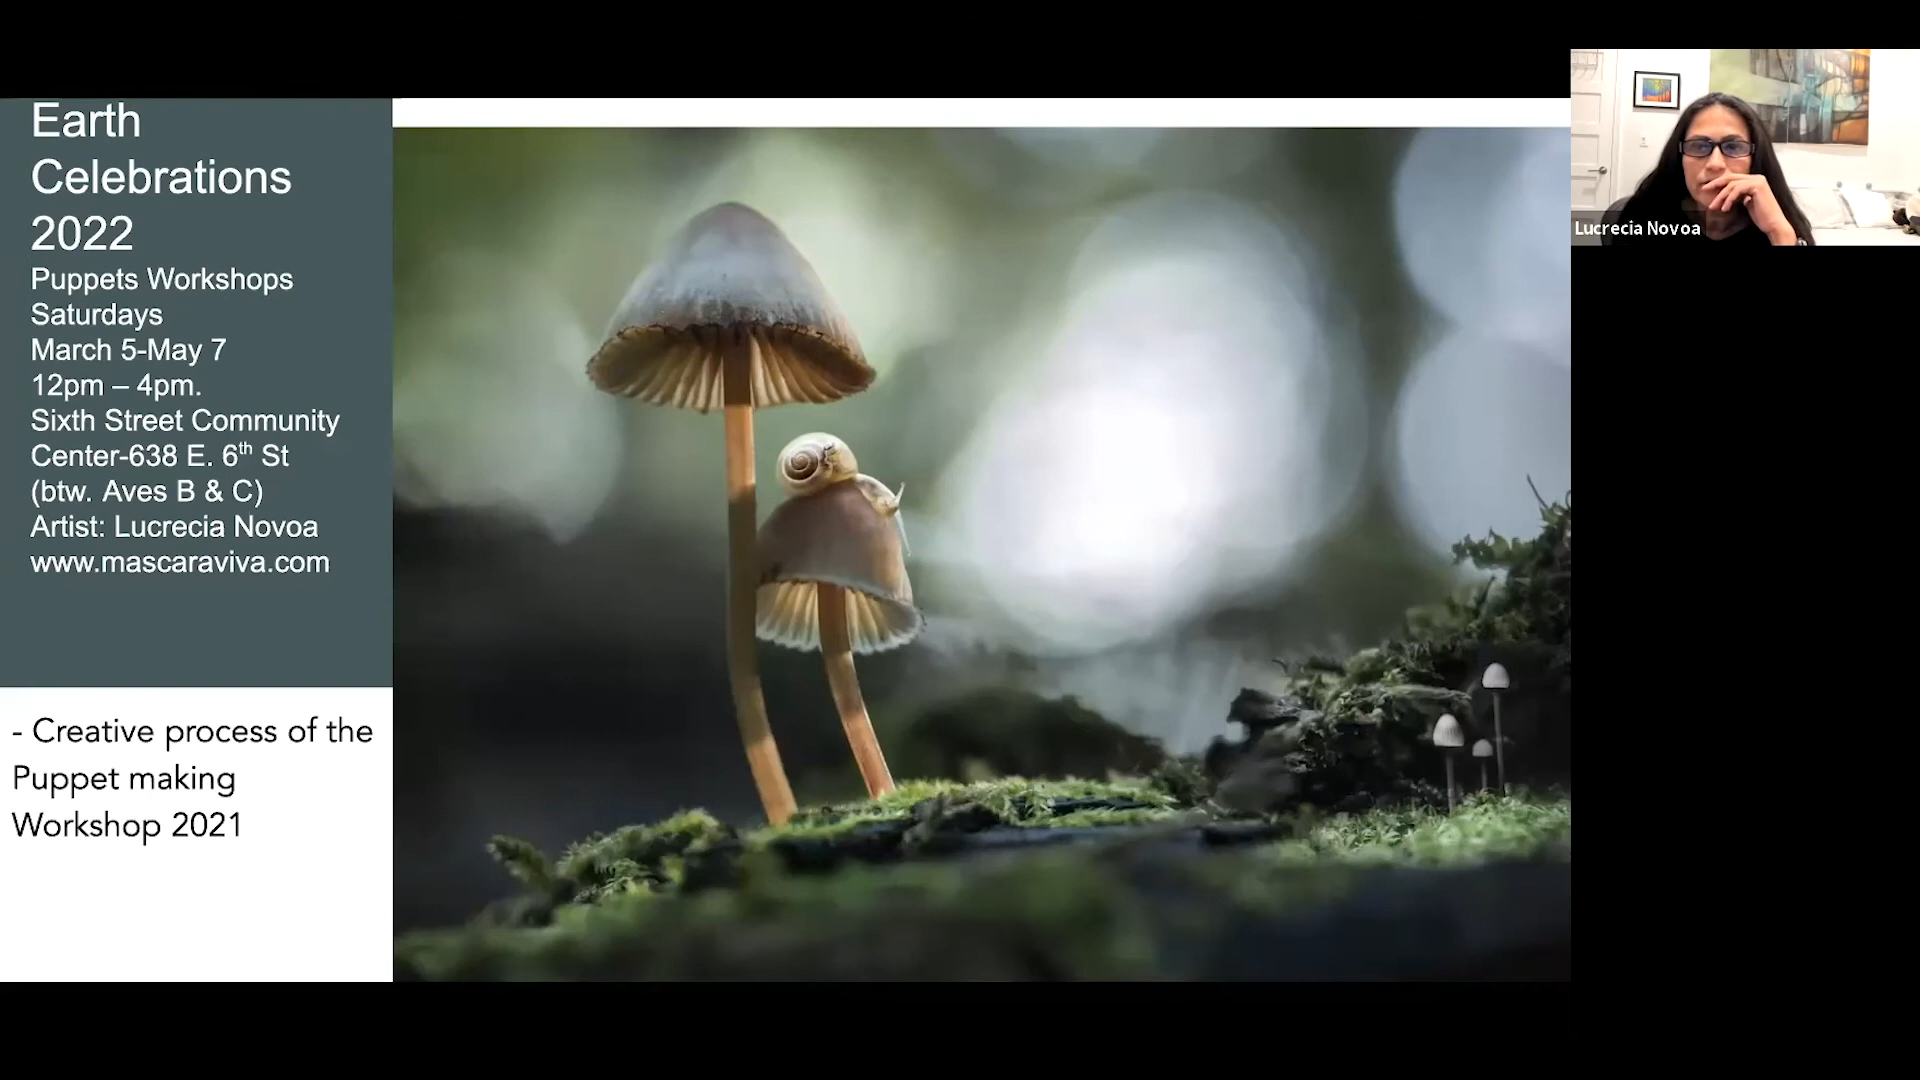 Earth
Celebrations
2022
Puppets Workshops
Saturdays
March 5-May 7
12pm – 4pm.
Sixth Street Community
Center-638 E. 6th St
(btw. Aves B & C)
Artist: Lucrecia Novoa
www.mascaraviva.com
- Creative process of the
Puppet making
Workshop 2021
Lucrecia Novoa